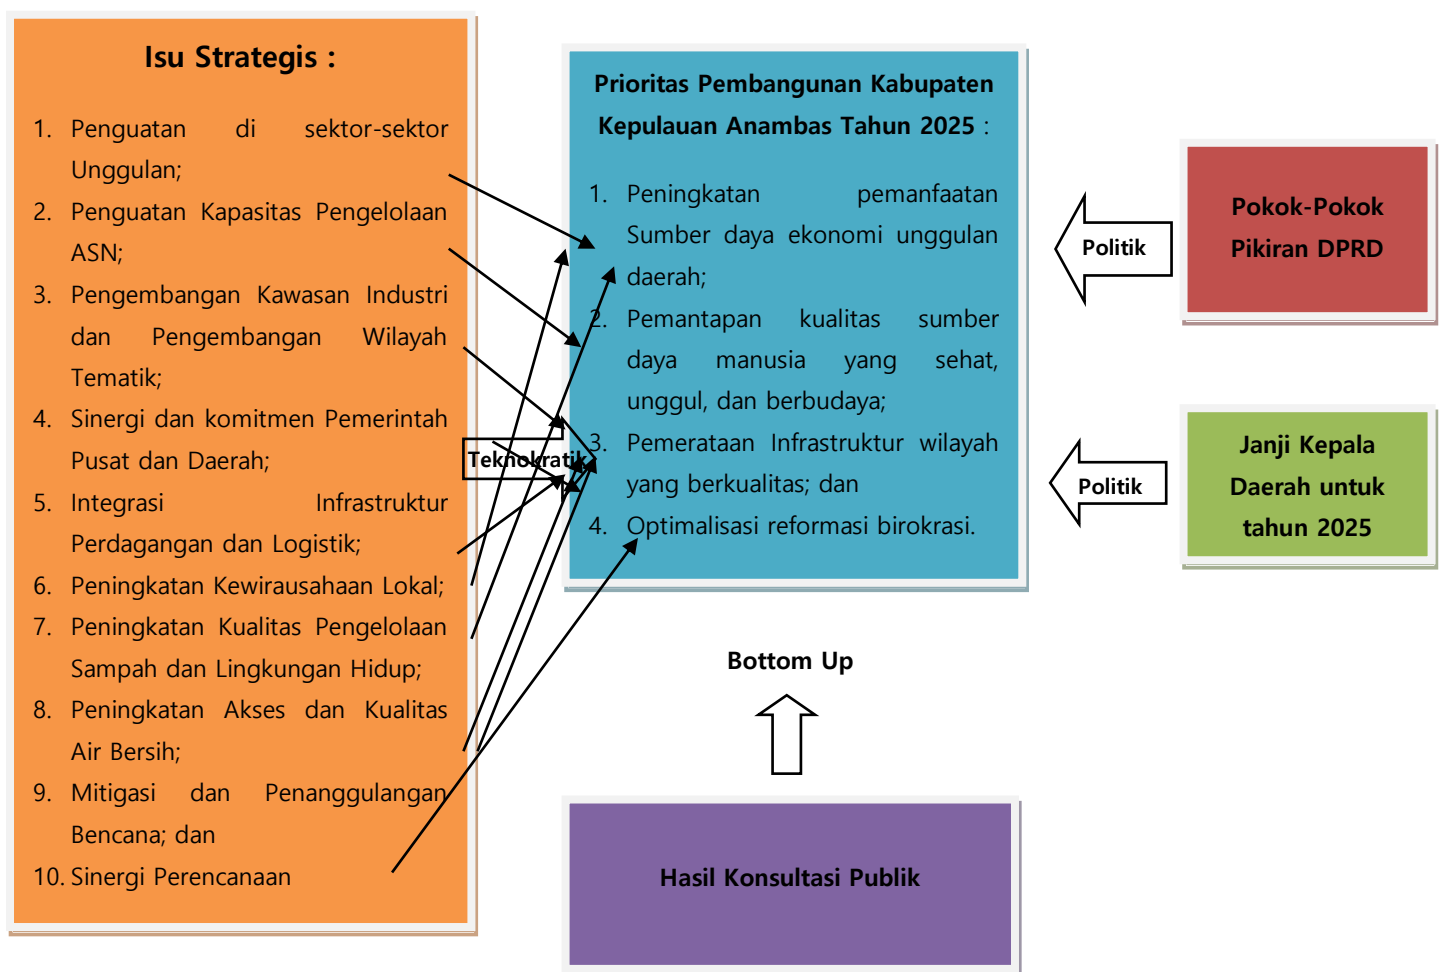 Isu Strategis :
1. Penguatan di sektor-sektor
Unggulan;
2. Penguatan Kapasitas Pengelolaan
ASN;
3. Pengembangan Kawasan Industri
dan Pengembangan Wilayah
Tematik;
4. Sinergi dan komitmen Pemerintah
Pusat dan Daerah;
5. Integrasi Infrastruktur
Perdagangan dan Logistik;
6. Peningkatan Kewirausahaan Lokal;
7. Peningkatan Kualitas Pengelolaan
Sampah dan Lingkungan Hidup;
8. Peningkatan Akses dan Kualitas
Air Bersih;
9. Mitigasi dan Penanggulangan
Bencana; dan
10. Sinergi Perencanaan
Teknokratik
Prioritas Pembangunan Kabupaten
Kepulauan Anambas Tahun 2025 :
1. Peningkatan pemanfaatan
Sumber daya ekonomi unggulan
daerah;
2. Pemantapan kualitas sumber
daya manusia yang sehat,
unggul, dan berbudaya;
3. Pemerataan Infrastruktur wilayah
yang berkualitas; dan
4. Optimalisasi reformasi birokrasi.
Politik
Pokok-Pokok
Pikiran DPRD
Politik
Janji Kepala
Daerah untuk
tahun 2025
Bottom Up
Hasil Konsultasi Publik